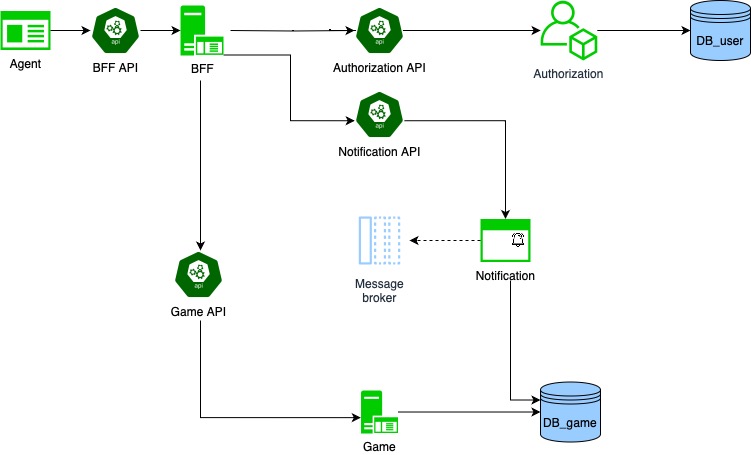 api
api
api
DB_user
Agent
BFF API
BFF
Authorization API
Authorization
api
Notification API
Notification
Message
broker
api
Game API
DB_game
Game